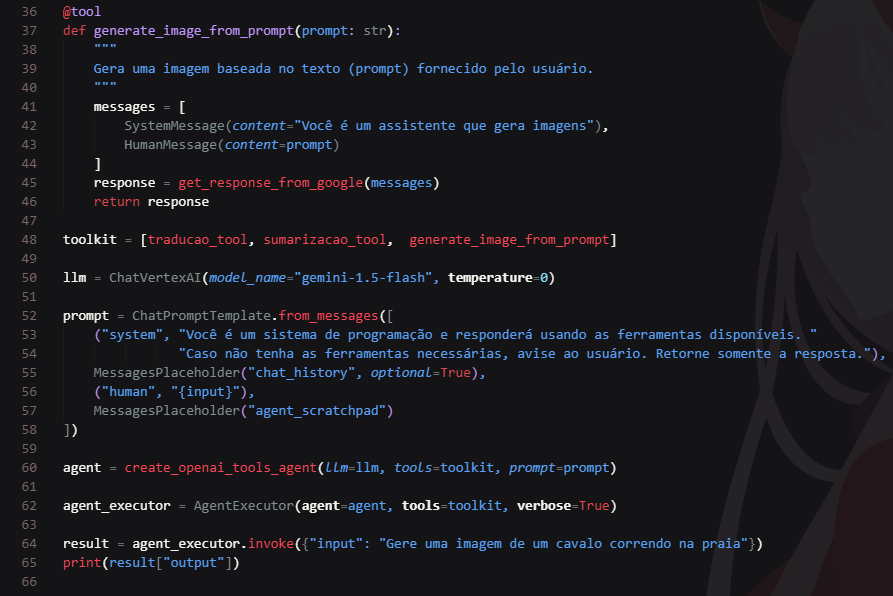 36 @tool
37 def generate_image_from_prompt(prompt: str):
38     """
39     Gera uma imagem baseada no texto (prompt) fornecido pelo usuário.
40     """
41     messages = [
42         SystemMessage(content="Você é um assistente que gera imagens"),
43         HumanMessage(content=prompt)
44     ]
45     response = get_response_from_google(messages)
46     return response
47
48 toolkit = [traducao_tool, sumarizacao_tool,  generate_image_from_prompt]
49
50 llm = ChatVertexAI(model_name="gemini-1.5-flash", temperature=0)
51
52 prompt = ChatPromptTemplate.from_messages([
53     ("system", "Você é um sistema de programação e responderá usando as ferramentas disponíveis. "
54                "Caso não tenha as ferramentas necessárias, avise ao usuário. Retorne somente a resposta."),
55     MessagesPlaceholder("chat_history", optional=True),
56     ("human", "{input}"),
57     MessagesPlaceholder("agent_scratchpad")
58 ])
59
60 agent = create_openai_tools_agent(llm=llm, tools=toolkit, prompt=prompt)
61
62 agent_executor = AgentExecutor(agent=agent, tools=toolkit, verbose=True)
63
64 result = agent_executor.invoke({"input": "Gere uma imagem de um cavalo correndo na praia"})
65 print(result["output"])
66